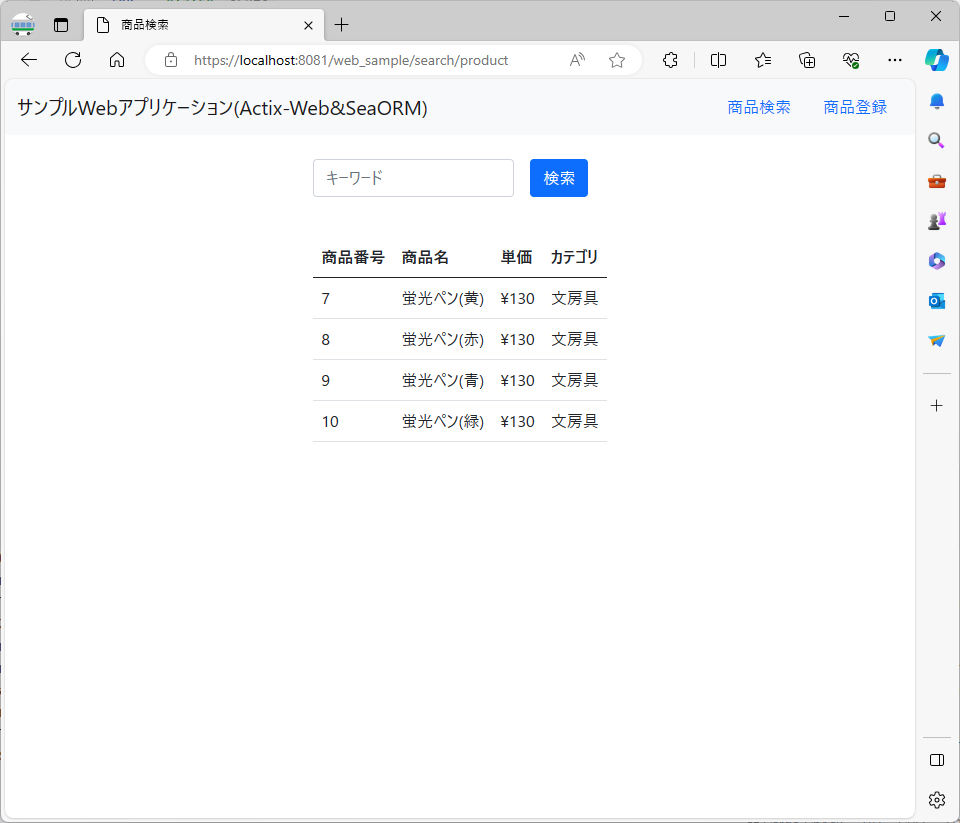 商品検索
https://localhost:8081/web_sample/search/product
サンプルWebアプリケーション(Actix-Web&SeaORM)
商品検索 商品登録
キーワード 検索
商品番号 商品名 単価 カテゴリ
7 蛍光ペン(黄) ¥130 文房具
8 蛍光ペン(赤) ¥130 文房具
9 蛍光ペン(青) ¥130 文房具
10 蛍光ペン(緑) ¥130 文房具